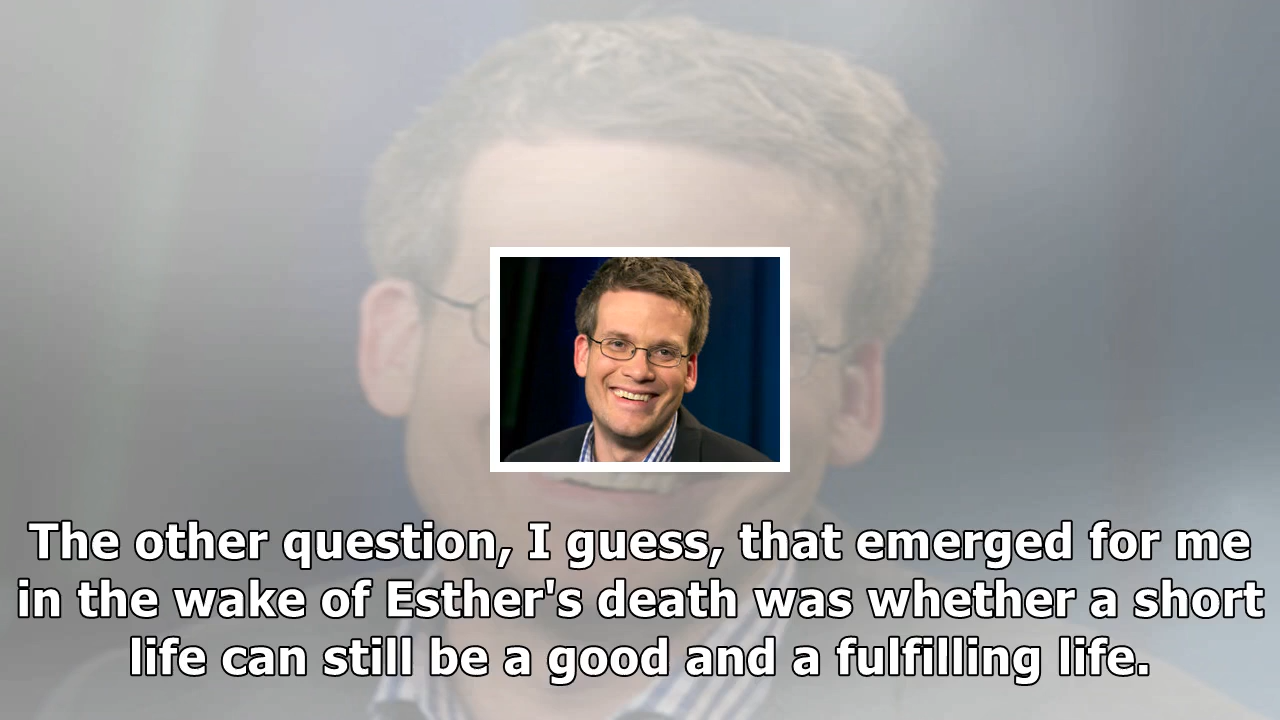 The other question, I guess, that emerged for me
in the wake of Esther's death was whether a short
life can still be a good and a fulfilling life.